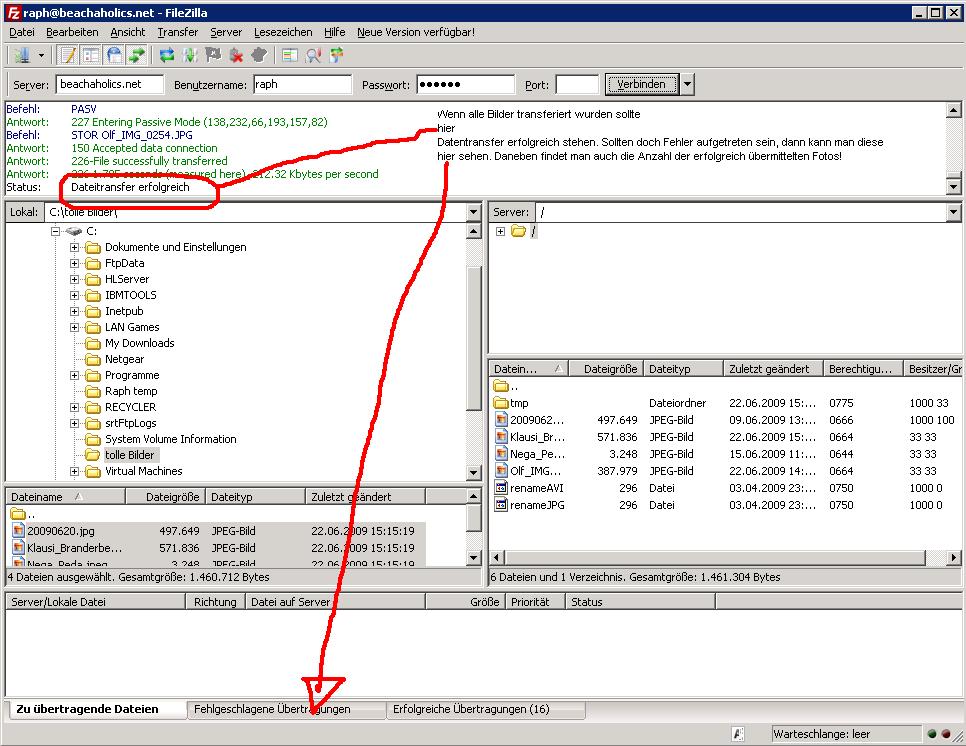 raph@beachaholics.net - FileZilla
Datei Bearbeiten Ansicht Transfer Server Lesezeichen Hilfe Neue Version verfügbar!
Server: beachaholics.net Benutzername: raph Passwort: ●●●●●● Port: Verbinden
Befehl: PASV
Antwort: 227 Entering Passive Mode (138,232,66,193,157,82)
Befehl: STOR Olf_IMG_0254.JPG
Antwort: 150 Accepted data connection
Antwort: 226-File successfully transferred
Antwort: 226 1.795 seconds (measured here), 212.32 Kbytes per second
Status: Dateitransfer erfolgreich
Wenn alle Bilder transferiert wurden sollte
hier
Datentransfer erfolgreich stehen. Sollten doch Fehler aufgetreten sein, dann kann man diese
hier sehen. Daneben findet man auch die Anzahl der erfolgreich übermittelten Fotos!
Lokal: C:\tolle Bilder\
C:
Dokumente und Einstellungen
FtpData
HLServer
IBMTOOLS
Inetpub
LAN Games
My Downloads
Netgear
Programme
Raph temp
RECYCLER
srtFtpLogs
System Volume Information
tolle Bilder
Virtual Machines
Server: /
/
Dateiname Dateigröße Dateityp Zuletzt geändert
..
20090620.jpg 497.649 JPEG-Bild 22.06.2009 15:15:19
Klausi_Branderbe... 571.836 JPEG-Bild 22.06.2009 15:15:19
Nega_Peda.jpeg 3.248 JPEG-Bild 22.06.2009 15:15:19
4 Dateien ausgewählt. Gesamtgröße: 1.460.712 Bytes
Datein... Dateigröße Dateityp Zuletzt geändert Berechtigu... Besitzer/Gr
..
tmp Dateiordner 22.06.2009 15:... 0775 1000 33
2009062... 497.649 JPEG-Bild 09.06.2009 13:... 0666 1000 100
Klausi_Br... 571.836 JPEG-Bild 22.06.2009 15:... 0644 33 33
Nega_Pe... 3.248 JPEG-Bild 15.06.2009 11:... 0644 33 33
Olf_IMG... 387.979 JPEG-Bild 22.06.2009 14:... 0644 33 33
renameAVI 296 Datei 03.04.2009 23:... 0750 1000 0
renameJPG 296 Datei 03.04.2009 23:... 0750 1000 0
6 Dateien und 1 Verzeichnis. Gesamtgröße: 1.461.304 Bytes
Server/Lokale Datei Richtung Datei auf Server Größe Priorität Status
Zu übertragende Dateien Fehlgeschlagene Übertragungen Erfolgreiche Übertragungen (16)
Warteschlange: leer